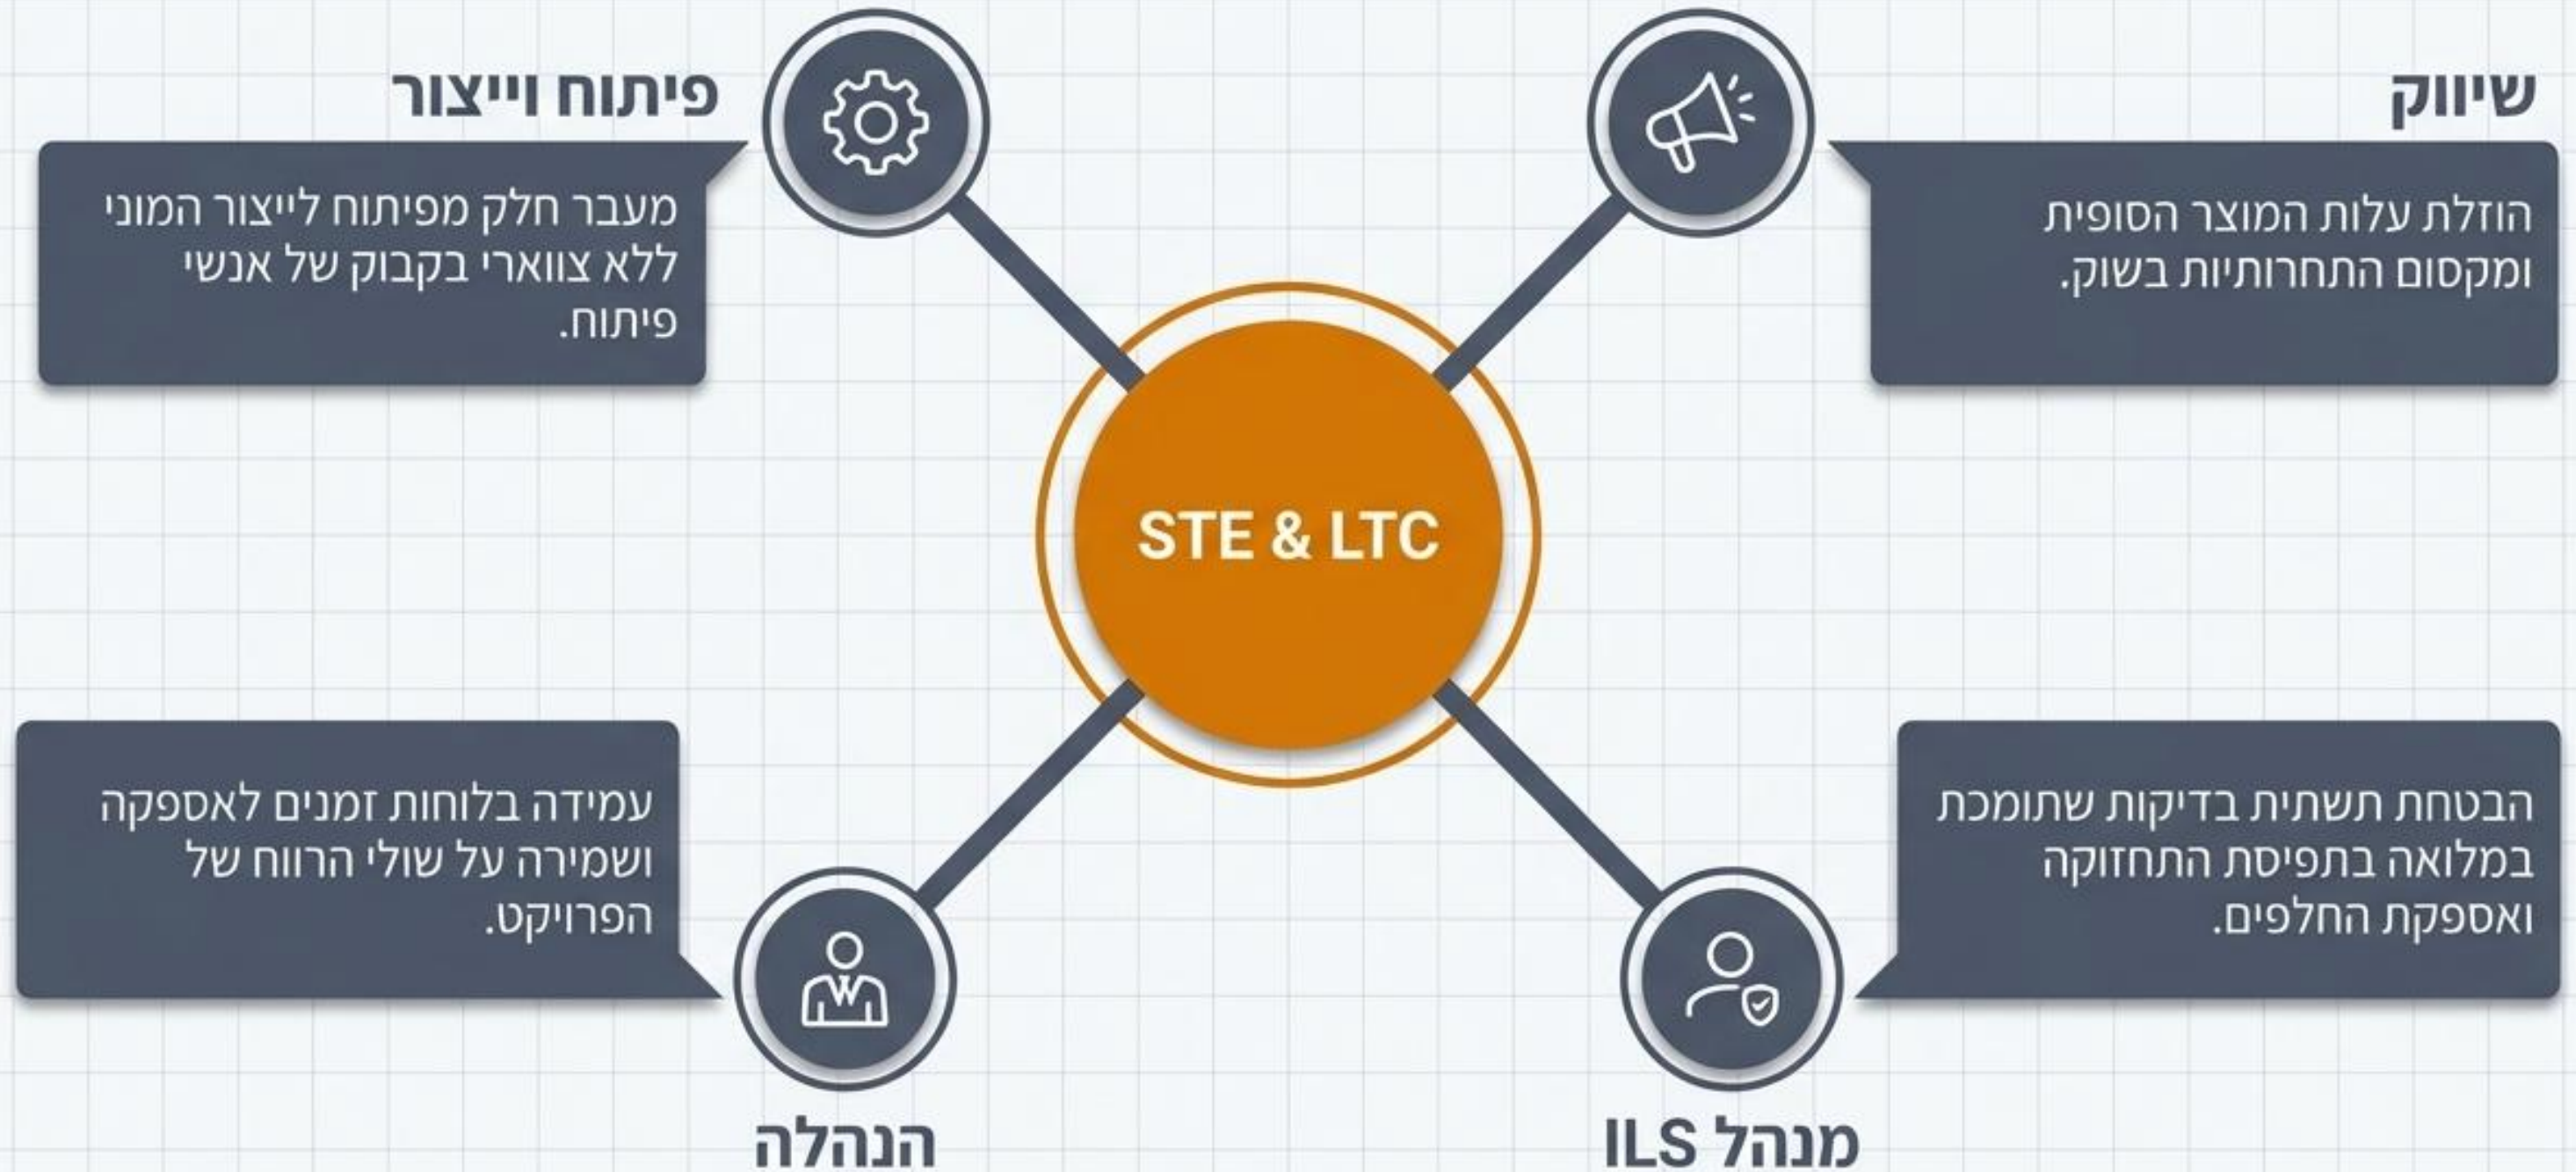 שיווק
הוזלת עלות המוצר הסופית
ומקסום התחרותיות בשוק.
פיתוח וייצור
מעבר חלק מפיתוח לייצור המוני
ללא צווארי בקבוק של אנשי
פיתוח.
STE & LTC
הבטחת תשתית בדיקות שתומכת
במלואה בתפיסת התחזוקה
ואספקת החלפים.
מנהל ILS
עמידה בלוחות זמנים לאספקה
ושמירה על שולי הרווח של
הפרויקט.
הנהלה